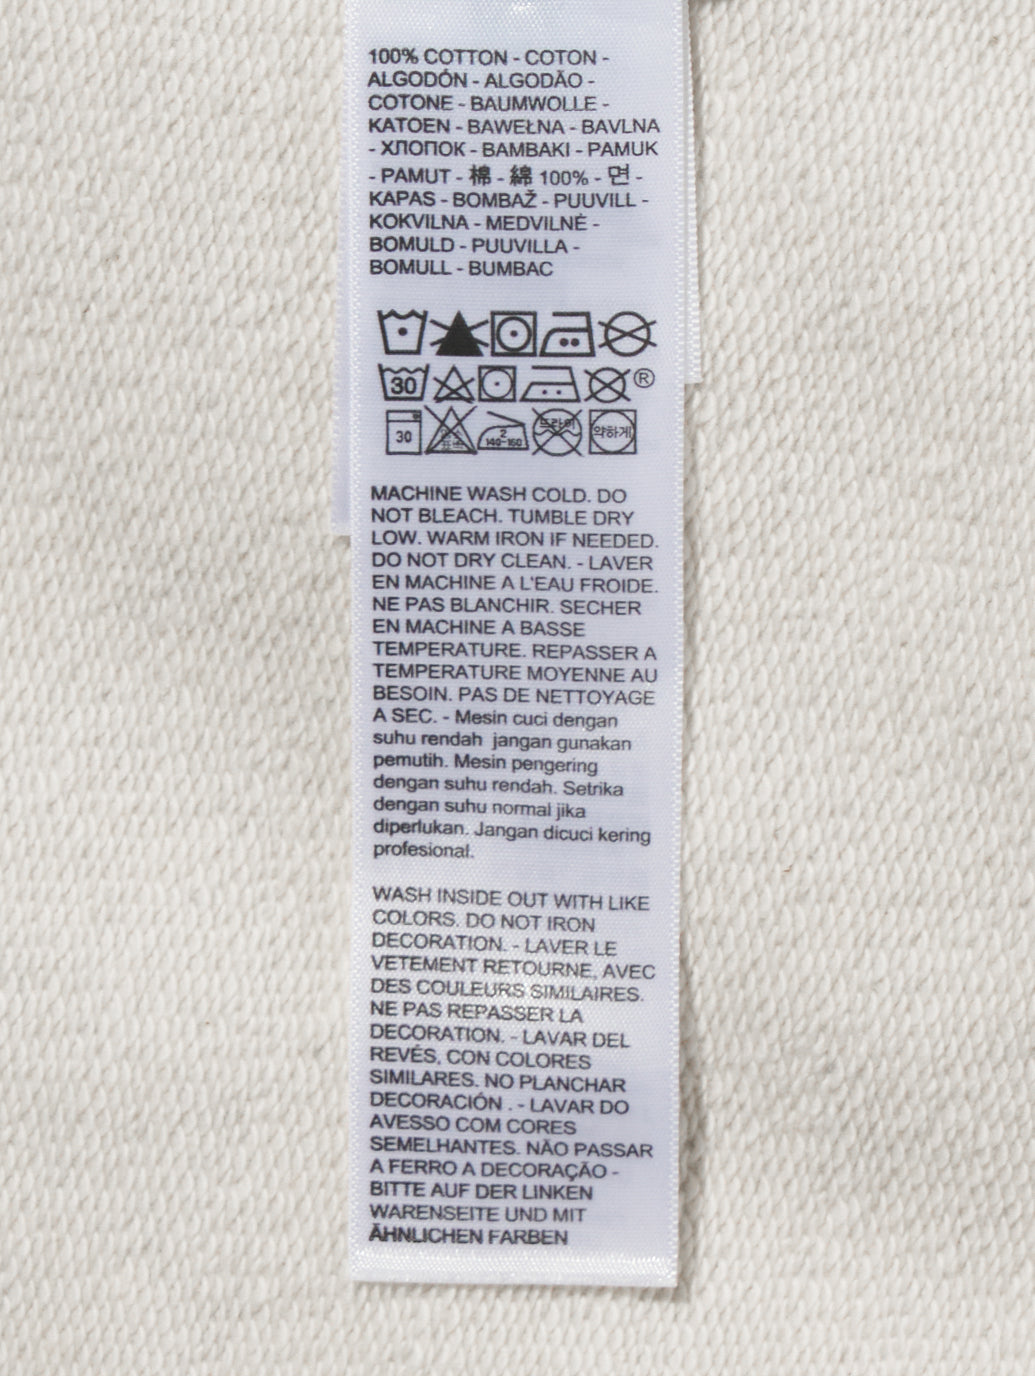 100% COTTON - COTON -
ALGODÓN - ALGODÃO -
COTONE - BAUMWOLLE -
KATOEN - BAWEŁNA - BAVLNA
- ХЛОПОК - BAMBAKI - PAMUK
- PAMUT - 棉 - 綿 100% - 면 -
KAPAS - BOMBAŽ - PUUVILL -
KOKVILNA - MEDVILNĖ -
BOMULD - PUUVILLA -
BOMULL - BUMBAC
30 ®
30 2 140-160 드라이 약하게
MACHINE WASH COLD. DO
NOT BLEACH. TUMBLE DRY
LOW. WARM IRON IF NEEDED.
DO NOT DRY CLEAN. - LAVER
EN MACHINE A L'EAU FROIDE.
NE PAS BLANCHIR. SECHER
EN MACHINE A BASSE
TEMPERATURE. REPASSER A
TEMPERATURE MOYENNE AU
BESOIN. PAS DE NETTOYAGE
A SEC. - Mesin cuci dengan
suhu rendah jangan gunakan
pemutih. Mesin pengering
dengan suhu rendah. Setrika
dengan suhu normal jika
diperlukan. Jangan dicuci kering
profesional.
WASH INSIDE OUT WITH LIKE
COLORS. DO NOT IRON
DECORATION. - LAVER LE
VETEMENT RETOURNE, AVEC
DES COULEURS SIMILAIRES.
NE PAS REPASSER LA
DECORATION. - LAVAR DEL
REVÉS, CON COLORES
SIMILARES. NO PLANCHAR
DECORACIÓN . - LAVAR DO
AVESSO COM CORES
SEMELHANTES. NÃO PASSAR
A FERRO A DECORAÇÃO -
BITTE AUF DER LINKEN
WARENSEITE UND MIT
ÄHNLICHEN FARBEN